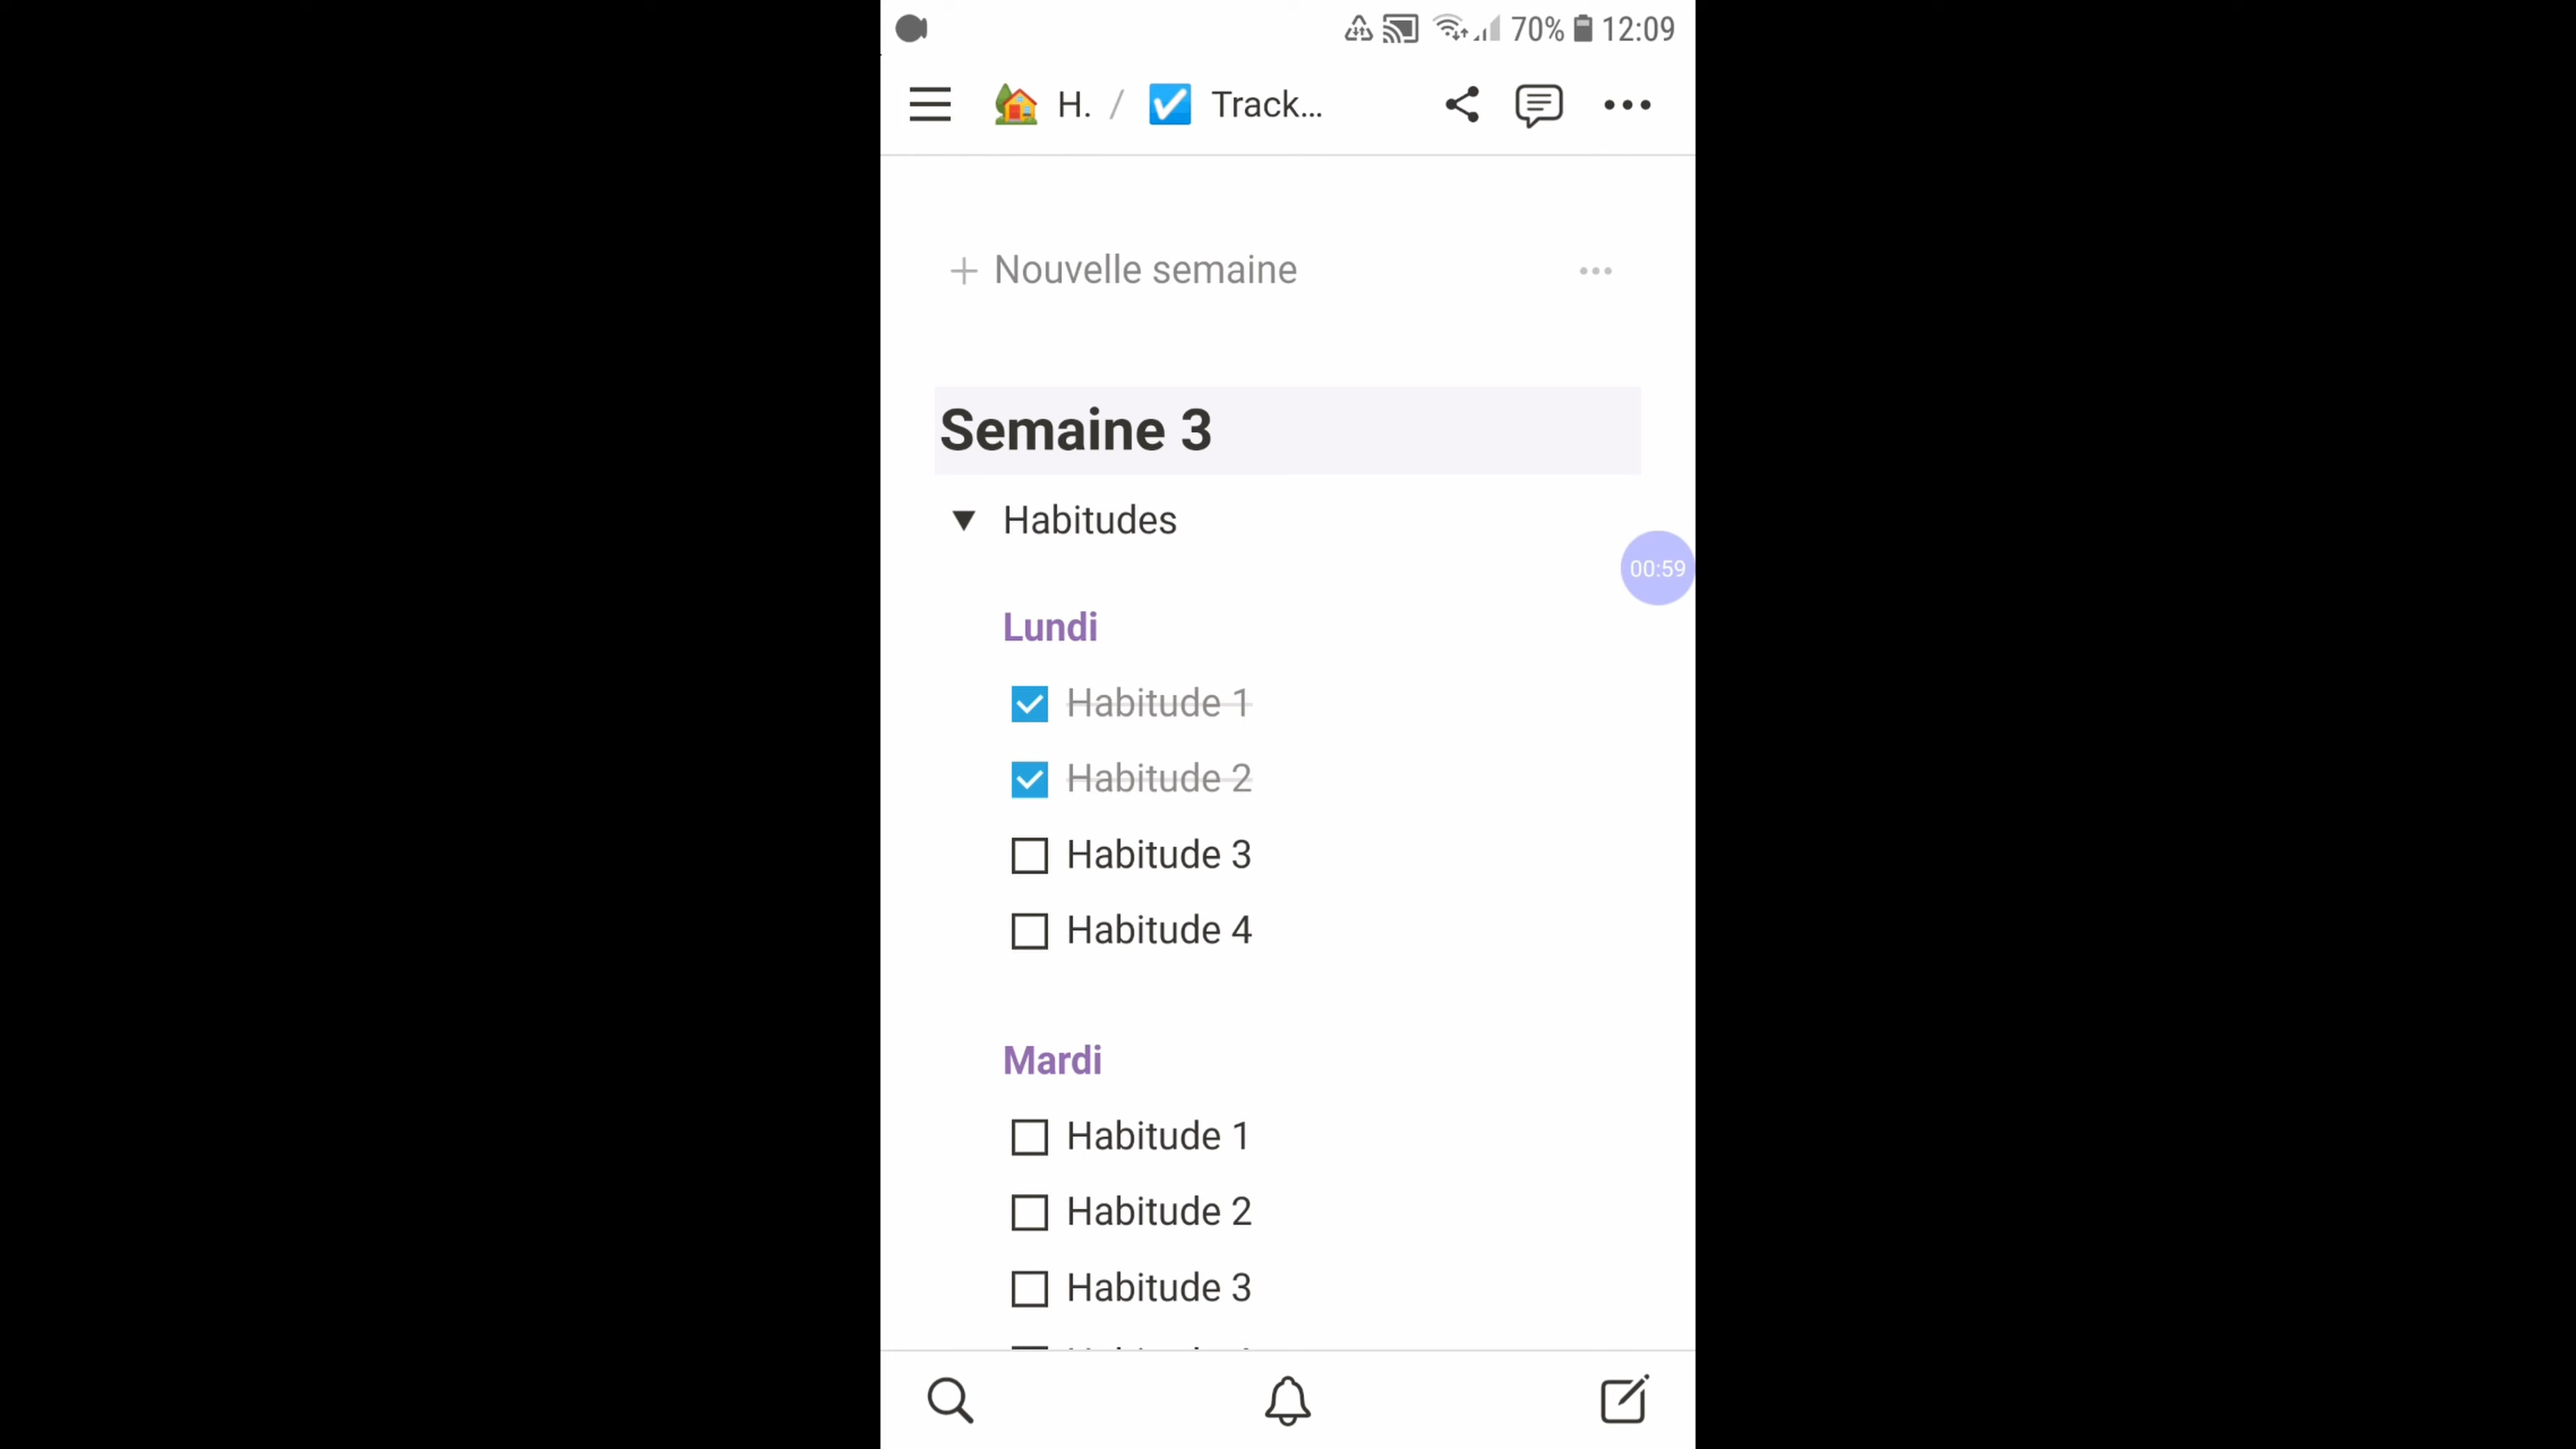 70% 12:09
H. / Track...
+ Nouvelle semaine
Semaine 3
Habitudes
00:59
Lundi
Habitude 1
Habitude 2
Habitude 3
Habitude 4
Mardi
Habitude 1
Habitude 2
Habitude 3